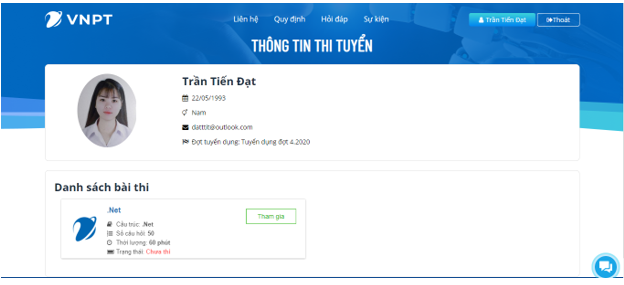 VNPT
Liên hệ Quy định Hỏi đáp Sự kiện
Trần Tiến Đạt
Thoát
THÔNG TIN THI TUYỂN
Trần Tiến Đạt
22/05/1993
Nam
datttit@outlook.com
Đợt tuyển dụng: Tuyển dụng đợt 4.2020
Danh sách bài thi
.Net
Cấu trúc: .Net
Số câu hỏi: 50
Thời lượng: 60 phút
Trạng thái: Chưa thi
Tham gia